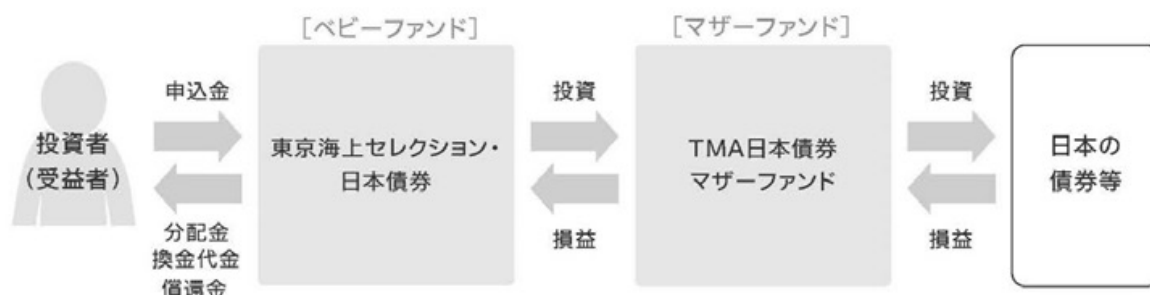 [ベビーファンド]
[マザーファンド]
投資者
(受益者)
申込金
分配金
換金代金
償還金
東京海上セレクション・
日本債券
投資
損益
TMA日本債券
マザーファンド
投資
損益
日本の
債券等